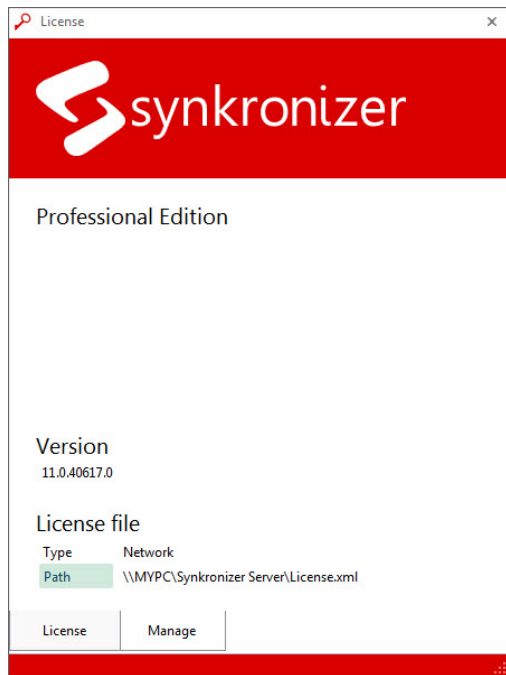 License
synkronizer
Professional Edition
Version
11.0.40617.0
License file
Type Network
Path \\MYPC\Synkronizer Server\License.xml
License Manage